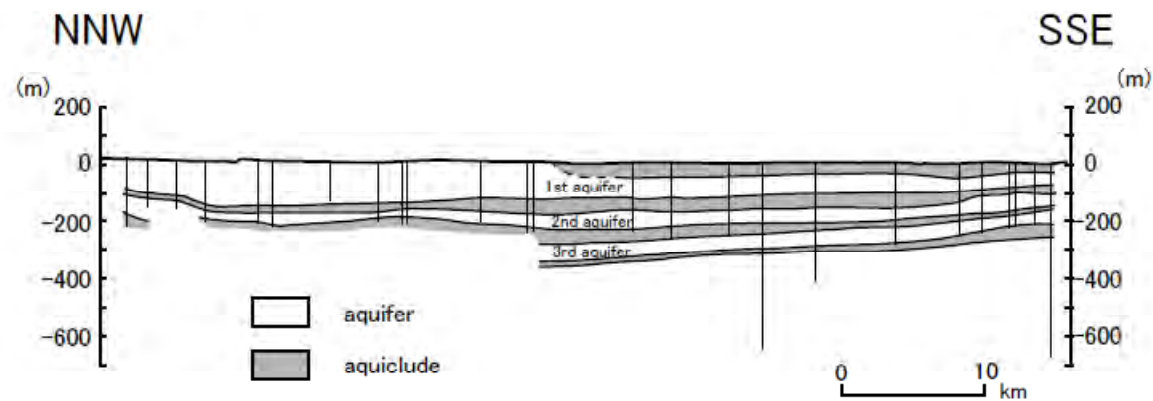 NNW
SSE
(m)
(m)
200
200
0
0
1st aquifer
-200
2nd aquifer
-200
3rd aquifer
-400
-400
-600
-600
aquifer
aquiclude
0
10
km